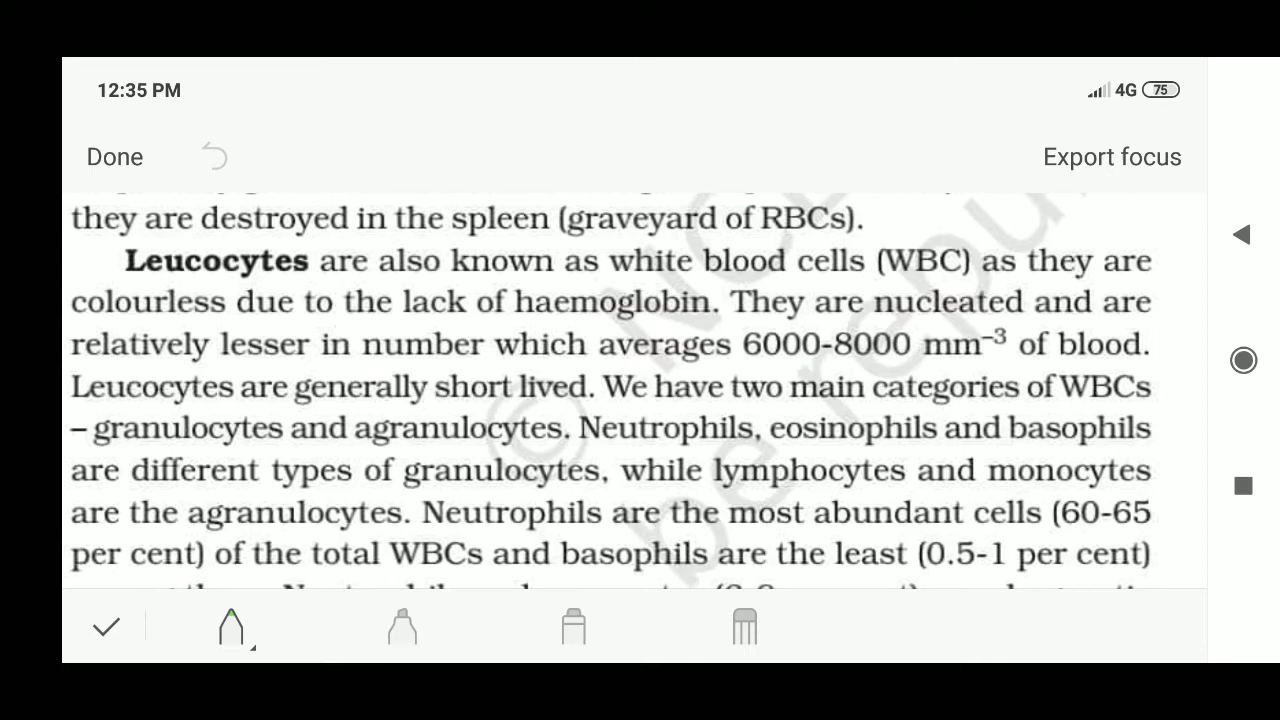 12:35 PM
4G 75
Done
Export focus
they are destroyed in the spleen (graveyard of RBCs).
Leucocytes are also known as white blood cells (WBC) as they are
colourless due to the lack of haemoglobin. They are nucleated and are
relatively lesser in number which averages 6000-8000 mm⁻³ of blood.
Leucocytes are generally short lived. We have two main categories of WBCs
– granulocytes and agranulocytes. Neutrophils, eosinophils and basophils
are different types of granulocytes, while lymphocytes and monocytes
are the agranulocytes. Neutrophils are the most abundant cells (60-65
per cent) of the total WBCs and basophils are the least (0.5-1 per cent)